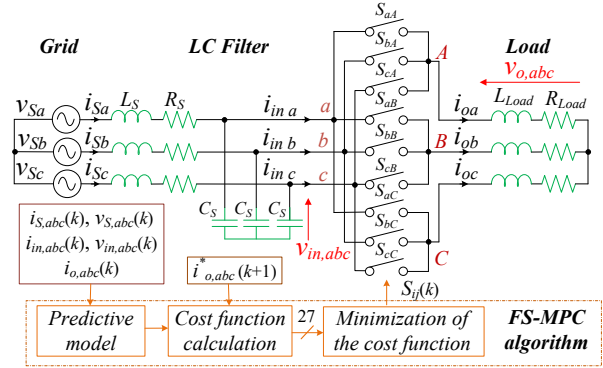 Grid
LC Filter
Load
S_aA
S_bA
S_cA
A
v_o,abc
v_Sa
i_Sa
L_S
R_S
i_in a
a
S_aB
i_oa
L_Load
R_Load
v_Sb
i_Sb
i_in b
b
S_bB
B
i_ob
v_Sc
i_Sc
i_in c
c
S_cB
i_oc
C_S
C_S
C_S
S_aC
S_bC
v_in,abc
S_cC
C
i_S,abc(k), v_S,abc(k)
i_in,abc(k), v_in,abc(k)
i_o,abc(k)
i*_o,abc(k+1)
S_ij(k)
Predictive
model
Cost function
calculation
27
Minimization of
the cost function
FS-MPC
algorithm